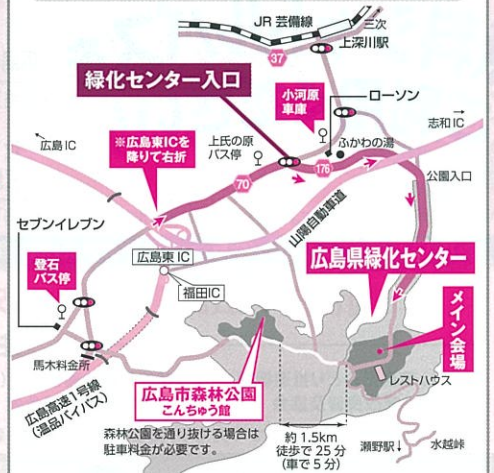 JR 芸備線
三次
上深川駅
37
緑化センター入口
小河原
車庫
ローソン
志和 IC
広島 IC
※広島東ICを
降りて右折
上氏の原
バス停
ふかわの湯
176
70
公園入口
山陽自動車道
セブンイレブン
広島東 IC
福田IC
登石
バス停
広島県緑化センター
メイン会場
馬木料金所
広島高速1号線
(温品バイパス)
広島市森林公園
こんちゅう館
レストハウス
森林公園を通り抜ける場合は
駐車料金が必要です。
約 1.5km
徒歩で 25 分
(車で 5 分)
瀬野駅↓
水越峠